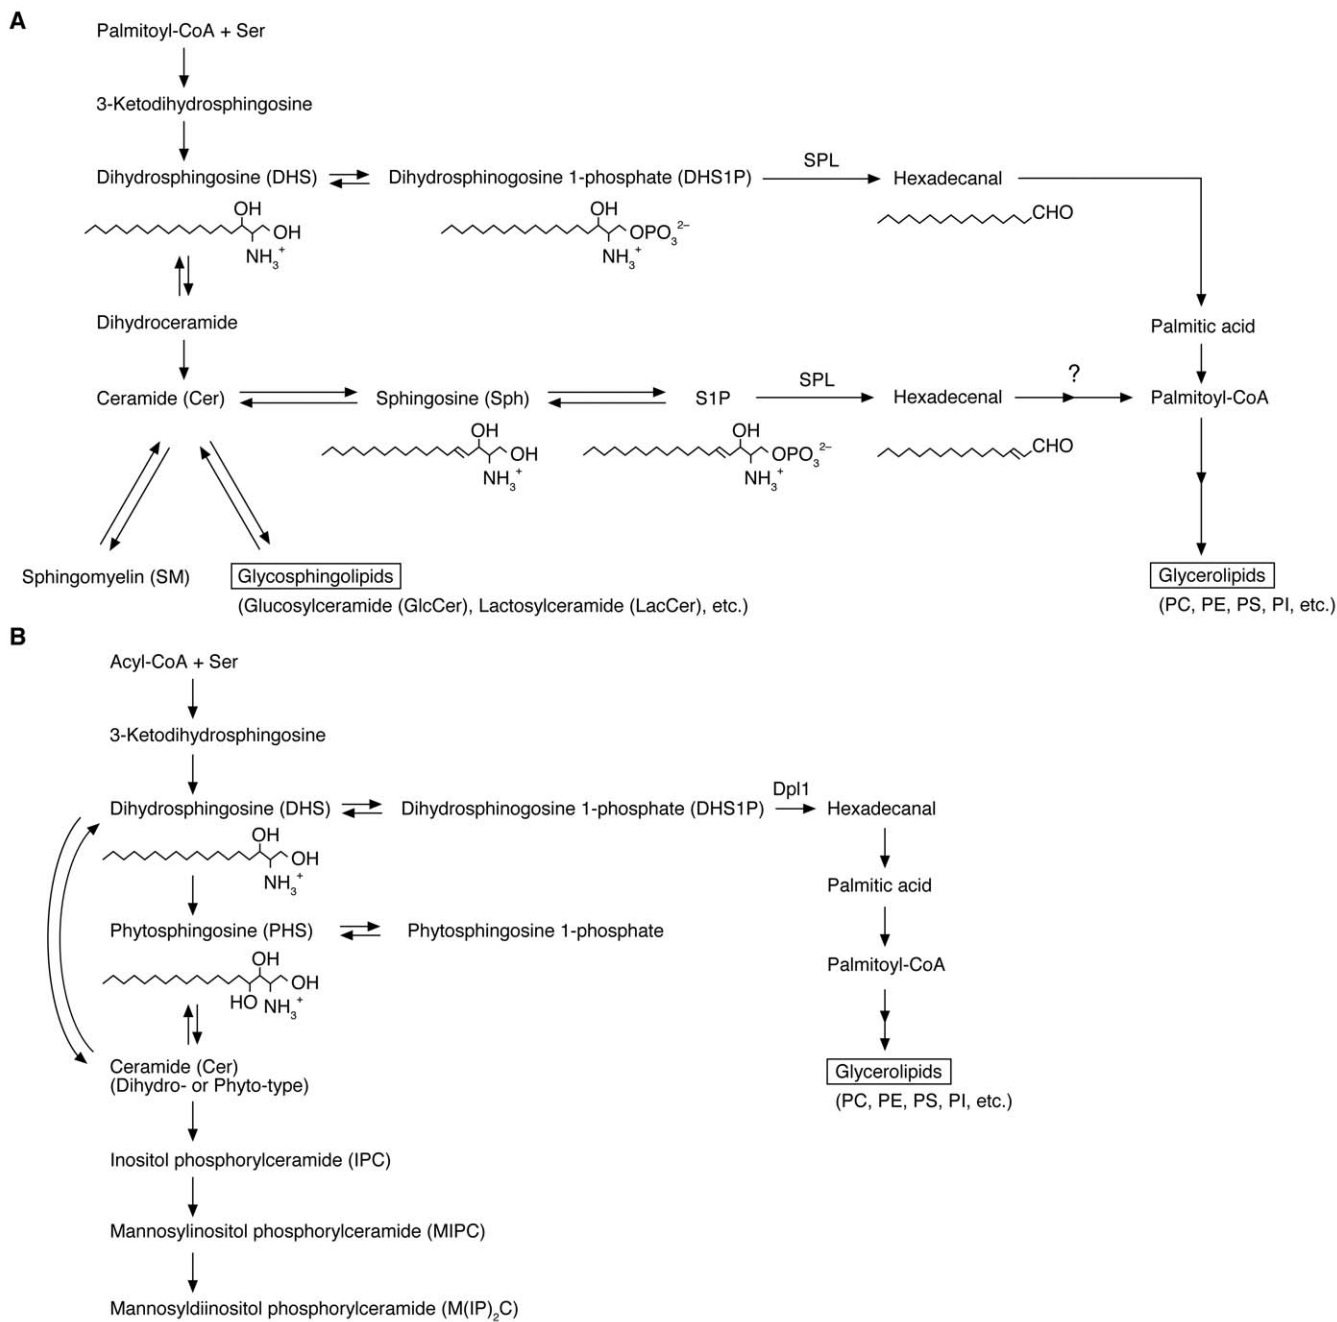 A
Palmitoyl-CoA + Ser
3-Ketodihydrosphingosine
Dihydrosphingosine (DHS)
Dihydrosphinogosine 1-phosphate (DHS1P)
SPL
Hexadecanal
OH
OH
NH3+
OH
OPO3 2–
NH3+
CHO
Dihydroceramide
Palmitic acid
Ceramide (Cer)
Sphingosine (Sph)
S1P
SPL
Hexadecenal
?
Palmitoyl-CoA
OH
OH
NH3+
OH
OPO3 2–
NH3+
CHO
Sphingomyelin (SM)
Glycosphingolipids
(Glucosylceramide (GlcCer), Lactosylceramide (LacCer), etc.)
Glycerolipids
(PC, PE, PS, PI, etc.)
B
Acyl-CoA + Ser
3-Ketodihydrosphingosine
Dihydrosphingosine (DHS)
Dihydrosphinogosine 1-phosphate (DHS1P)
Dpl1
Hexadecanal
OH
OH
NH3+
Palmitic acid
Phytosphingosine (PHS)
Phytosphingosine 1-phosphate
OH
OH
HO NH3+
Palmitoyl-CoA
Ceramide (Cer)
(Dihydro- or Phyto-type)
Glycerolipids
(PC, PE, PS, PI, etc.)
Inositol phosphorylceramide (IPC)
Mannosylinositol phosphorylceramide (MIPC)
Mannosyldiinositol phosphorylceramide (M(IP)2C)